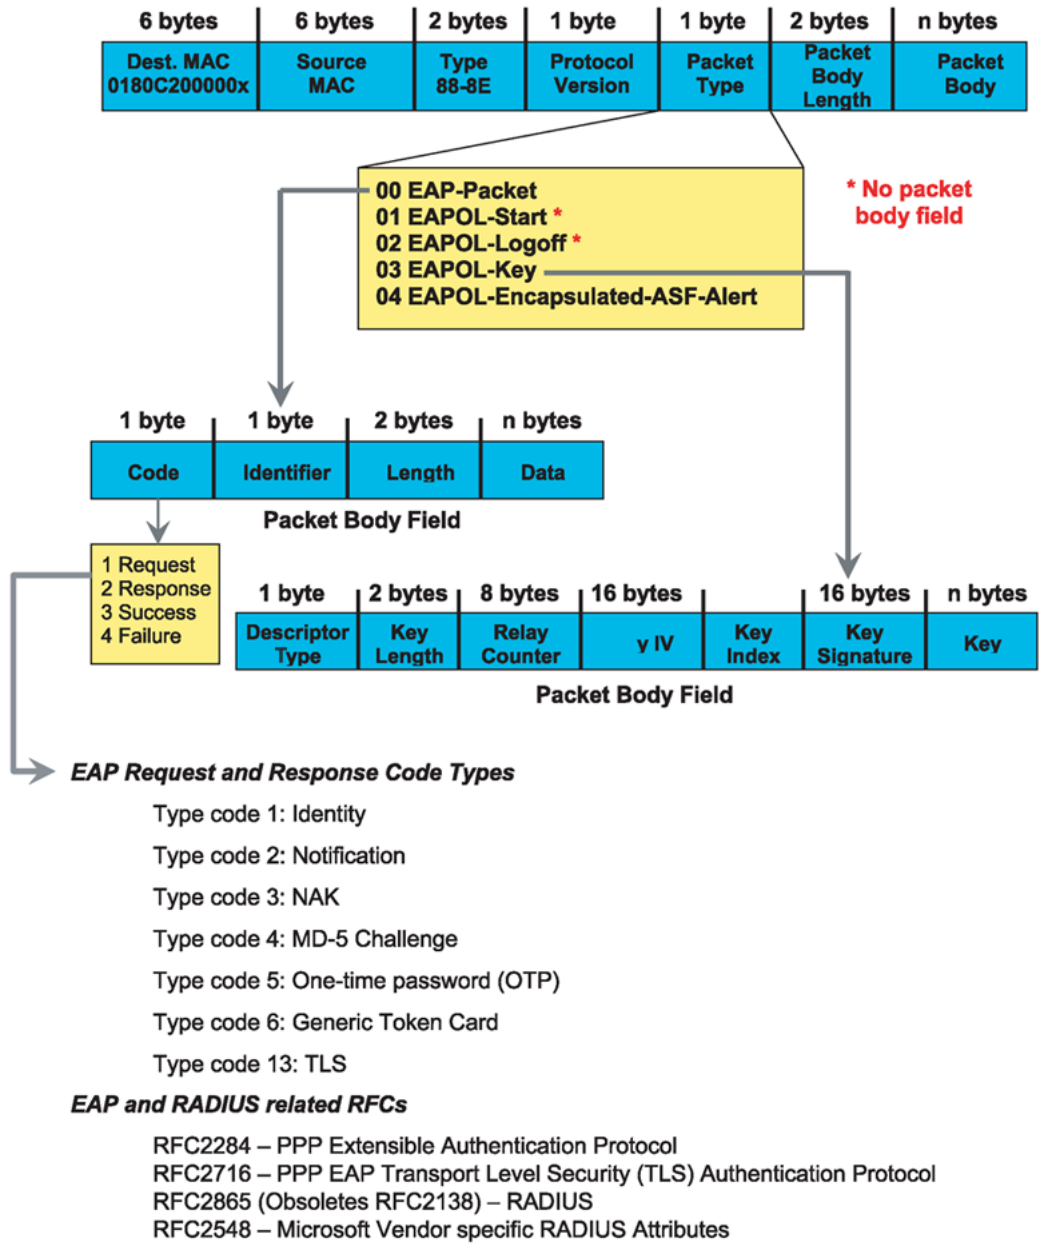 6 bytes 6 bytes 2 bytes 1 byte 1 byte 2 bytes n bytes
Dest. MAC
0180C200000x
Source
MAC
Type
88-8E
Protocol
Version
Packet
Type
Packet
Body
Length
Packet
Body
00 EAP-Packet
01 EAPOL-Start *
02 EAPOL-Logoff *
03 EAPOL-Key
04 EAPOL-Encapsulated-ASF-Alert
* No packet
body field
1 byte 1 byte 2 bytes n bytes
Code Identifier Length Data
Packet Body Field
1 Request
2 Response
3 Success
4 Failure
1 byte 2 bytes 8 bytes 16 bytes 16 bytes n bytes
Descriptor
Type
Key
Length
Relay
Counter
y IV
Key
Index
Key
Signature
Key
Packet Body Field
EAP Request and Response Code Types
Type code 1: Identity
Type code 2: Notification
Type code 3: NAK
Type code 4: MD-5 Challenge
Type code 5: One-time password (OTP)
Type code 6: Generic Token Card
Type code 13: TLS
EAP and RADIUS related RFCs
RFC2284 – PPP Extensible Authentication Protocol
RFC2716 – PPP EAP Transport Level Security (TLS) Authentication Protocol
RFC2865 (Obsoletes RFC2138) – RADIUS
RFC2548 – Microsoft Vendor specific RADIUS Attributes